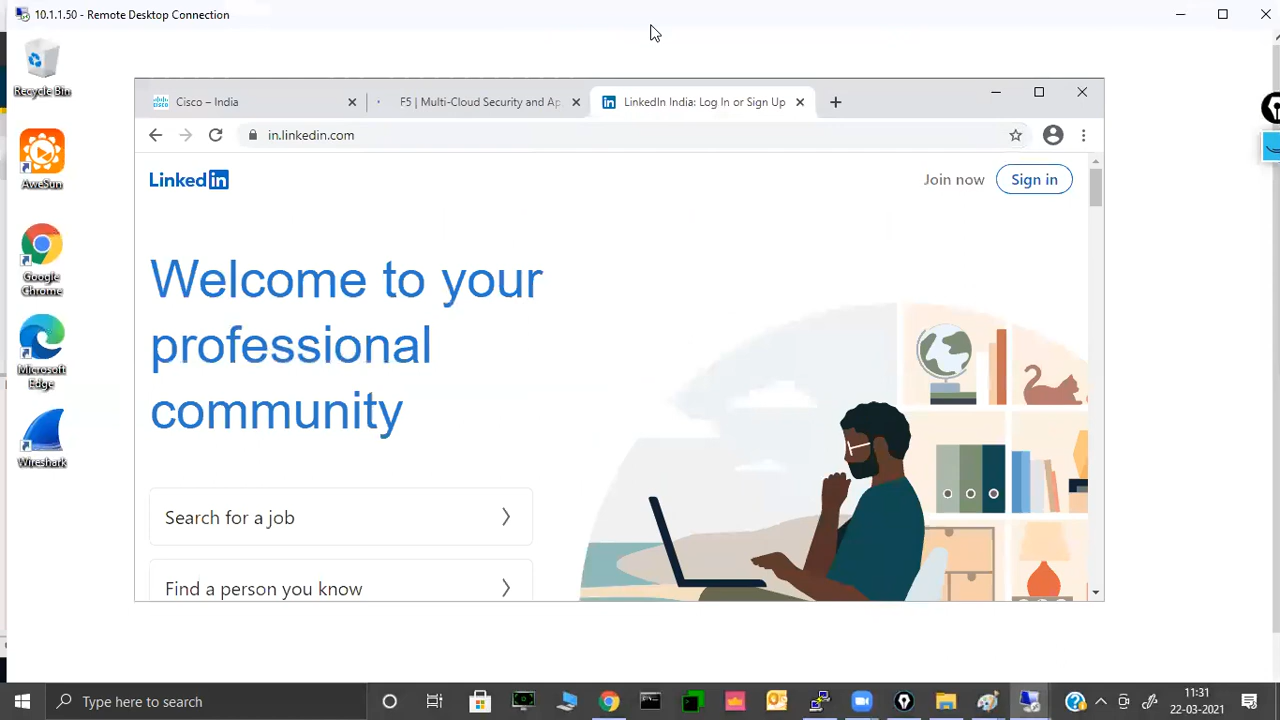 10.1.1.50 - Remote Desktop Connection
Recycle Bin
AweSun
Google
Chrome
Microsoft
Edge
Wireshark
Cisco – India
F5 | Multi-Cloud Security and Ap
LinkedIn India: Log In or Sign Up
in.linkedin.com
Linked in
Join now
Sign in
Welcome to your
professional
community
Search for a job
Find a person you know
Type here to search
11:31
22-03-2021